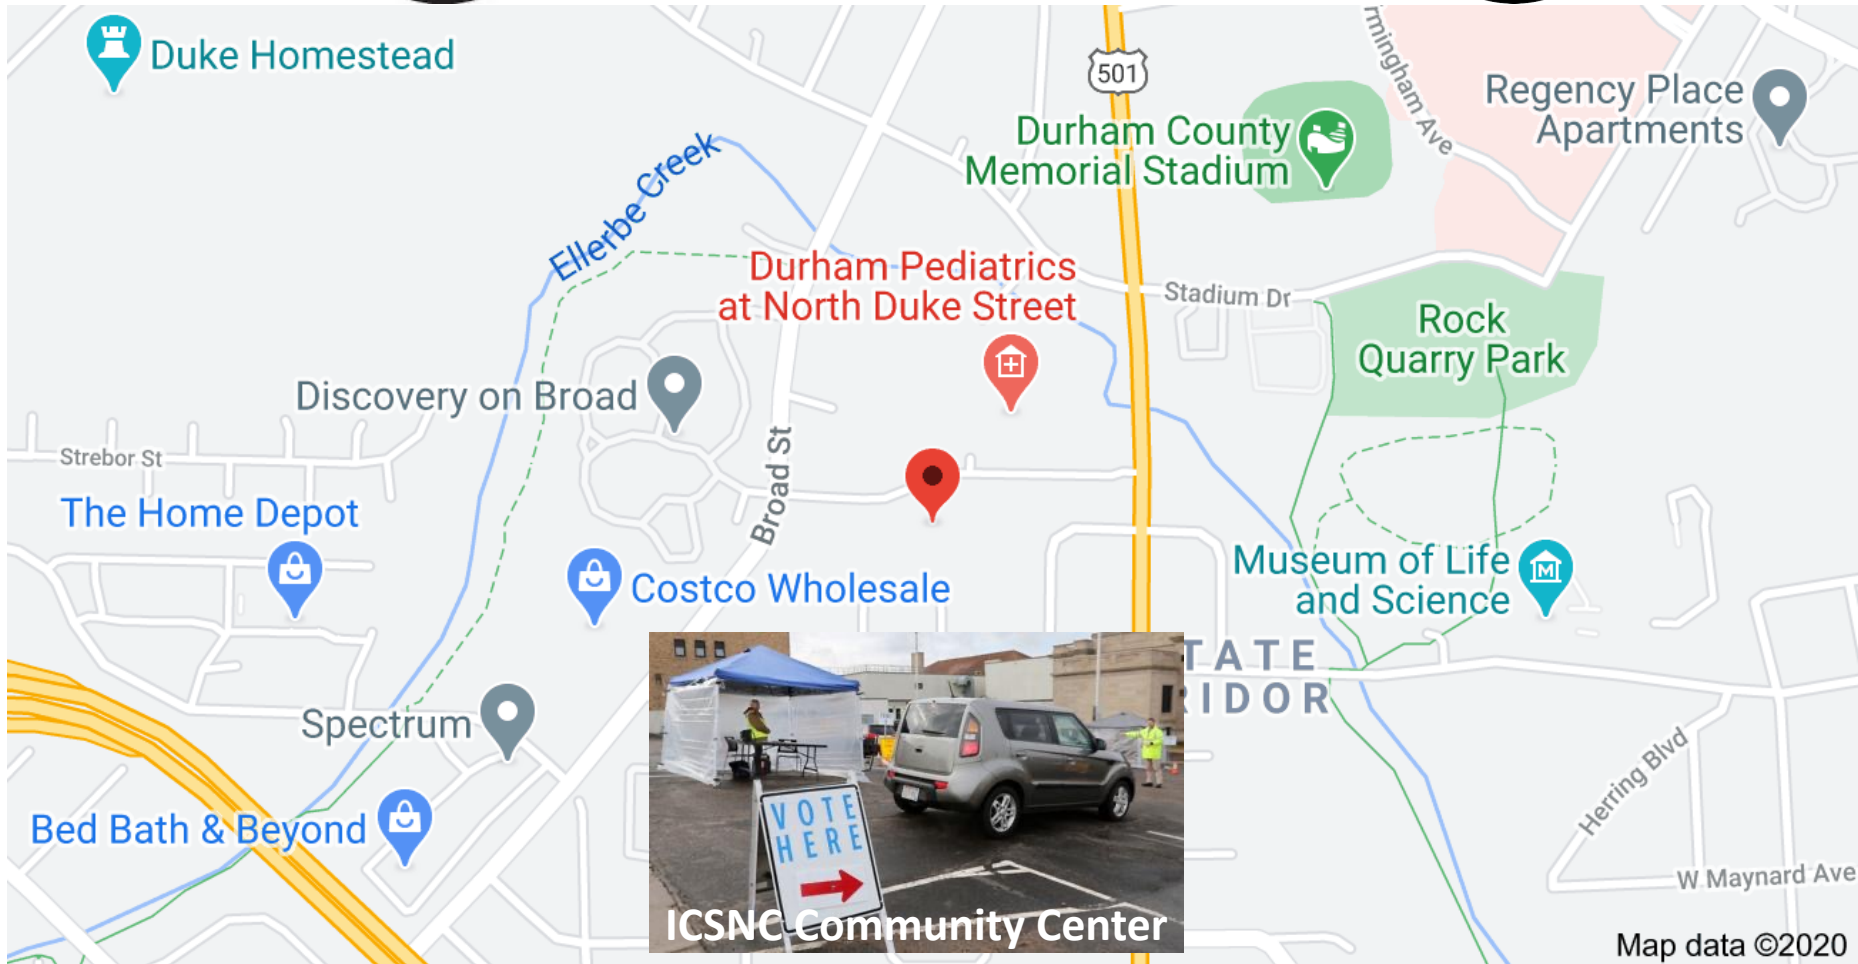 Duke Homestead
501
rmingham Ave
Regency Place
Apartments
Durham County
Memorial Stadium
Ellerbe Creek
Durham Pediatrics
at North Duke Street
Stadium Dr
Rock
Quarry Park
Discovery on Broad
Broad St
Strebor St
The Home Depot
Costco Wholesale
Museum of Life
and Science
M
TATE
RIDOR
Spectrum
Herring Blvd
Bed Bath & Beyond
VOTE
HERE
W Maynard Ave
ICSNC Community Center
Map data ©2020